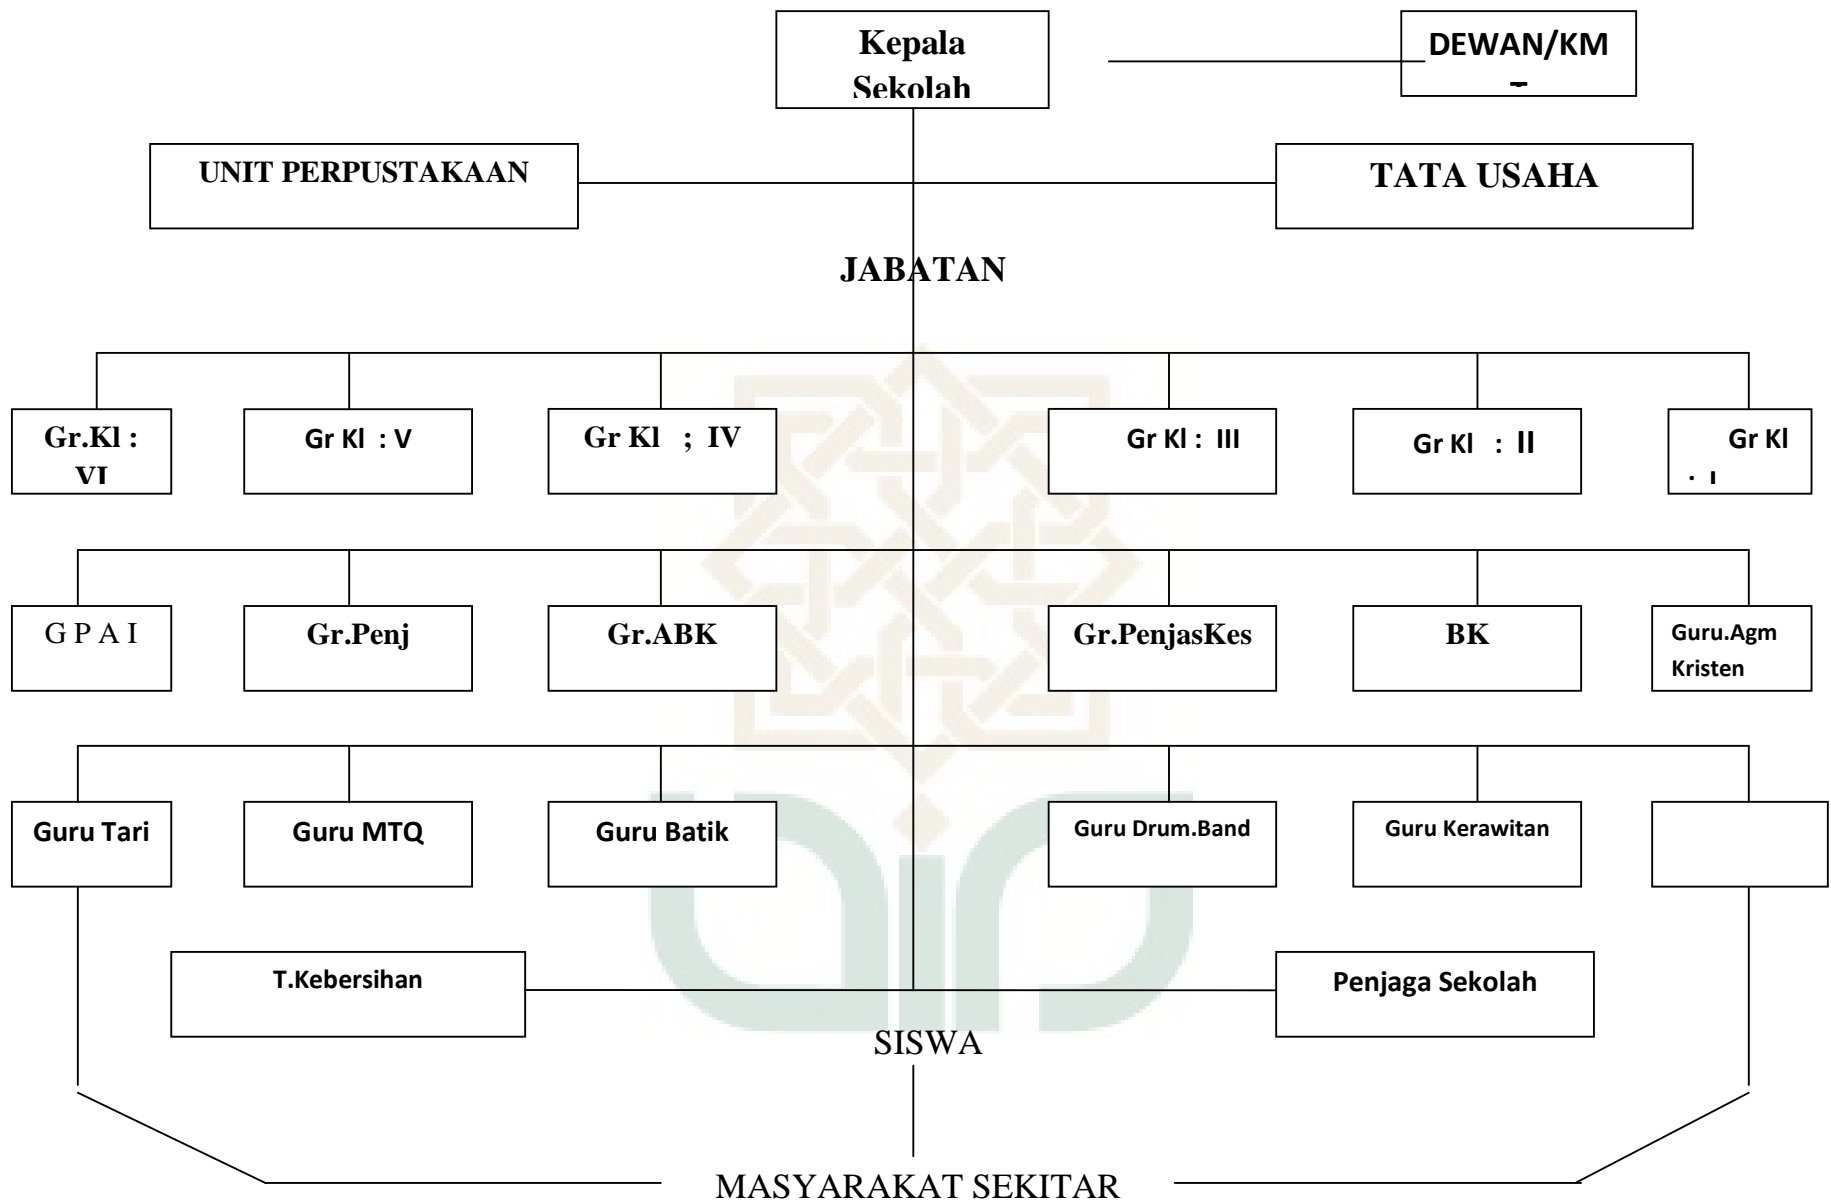 Kepala
Sekolah
DEWAN/KM
UNIT PERPUSTAKAAN
TATA USAHA
JABATAN
Gr.Kl :
VI
Gr Kl : V
Gr Kl ; IV
Gr Kl : III
Gr Kl : II
Gr Kl
: I
G P A I
Gr.Penj
Gr.ABK
Gr.PenjasKes
BK
Guru.Agm
Kristen
Guru Tari
Guru MTQ
Guru Batik
Guru Drum.Band
Guru Kerawitan
T.Kebersihan
Penjaga Sekolah
SISWA
MASYARAKAT SEKITAR